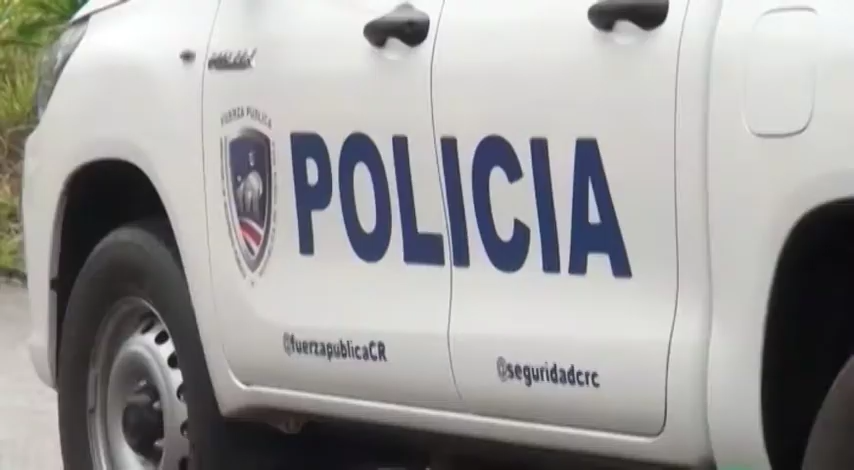 FUERZA PUBLICA
POLICIA
@fuerzapublicaCR
@seguridadcrc